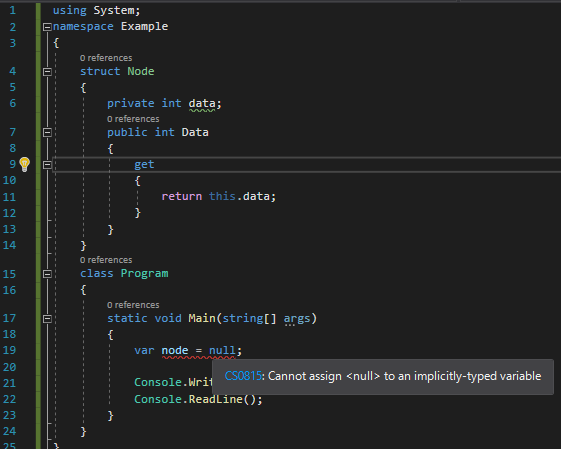 1 using System;
2 namespace Example
3 {
0 references
4 struct Node
5 {
6 private int data;
0 references
7 public int Data
8 {
9 get
10 {
11 return this.data;
12 }
13 }
14 }
0 references
15 class Program
16 {
0 references
17 static void Main(string[] args)
18 {
19 var node = null;
20
CS0815: Cannot assign <null> to an implicitly-typed variable
21 Console.Writ
22 Console.ReadLine();
23 }
24 }
25 }